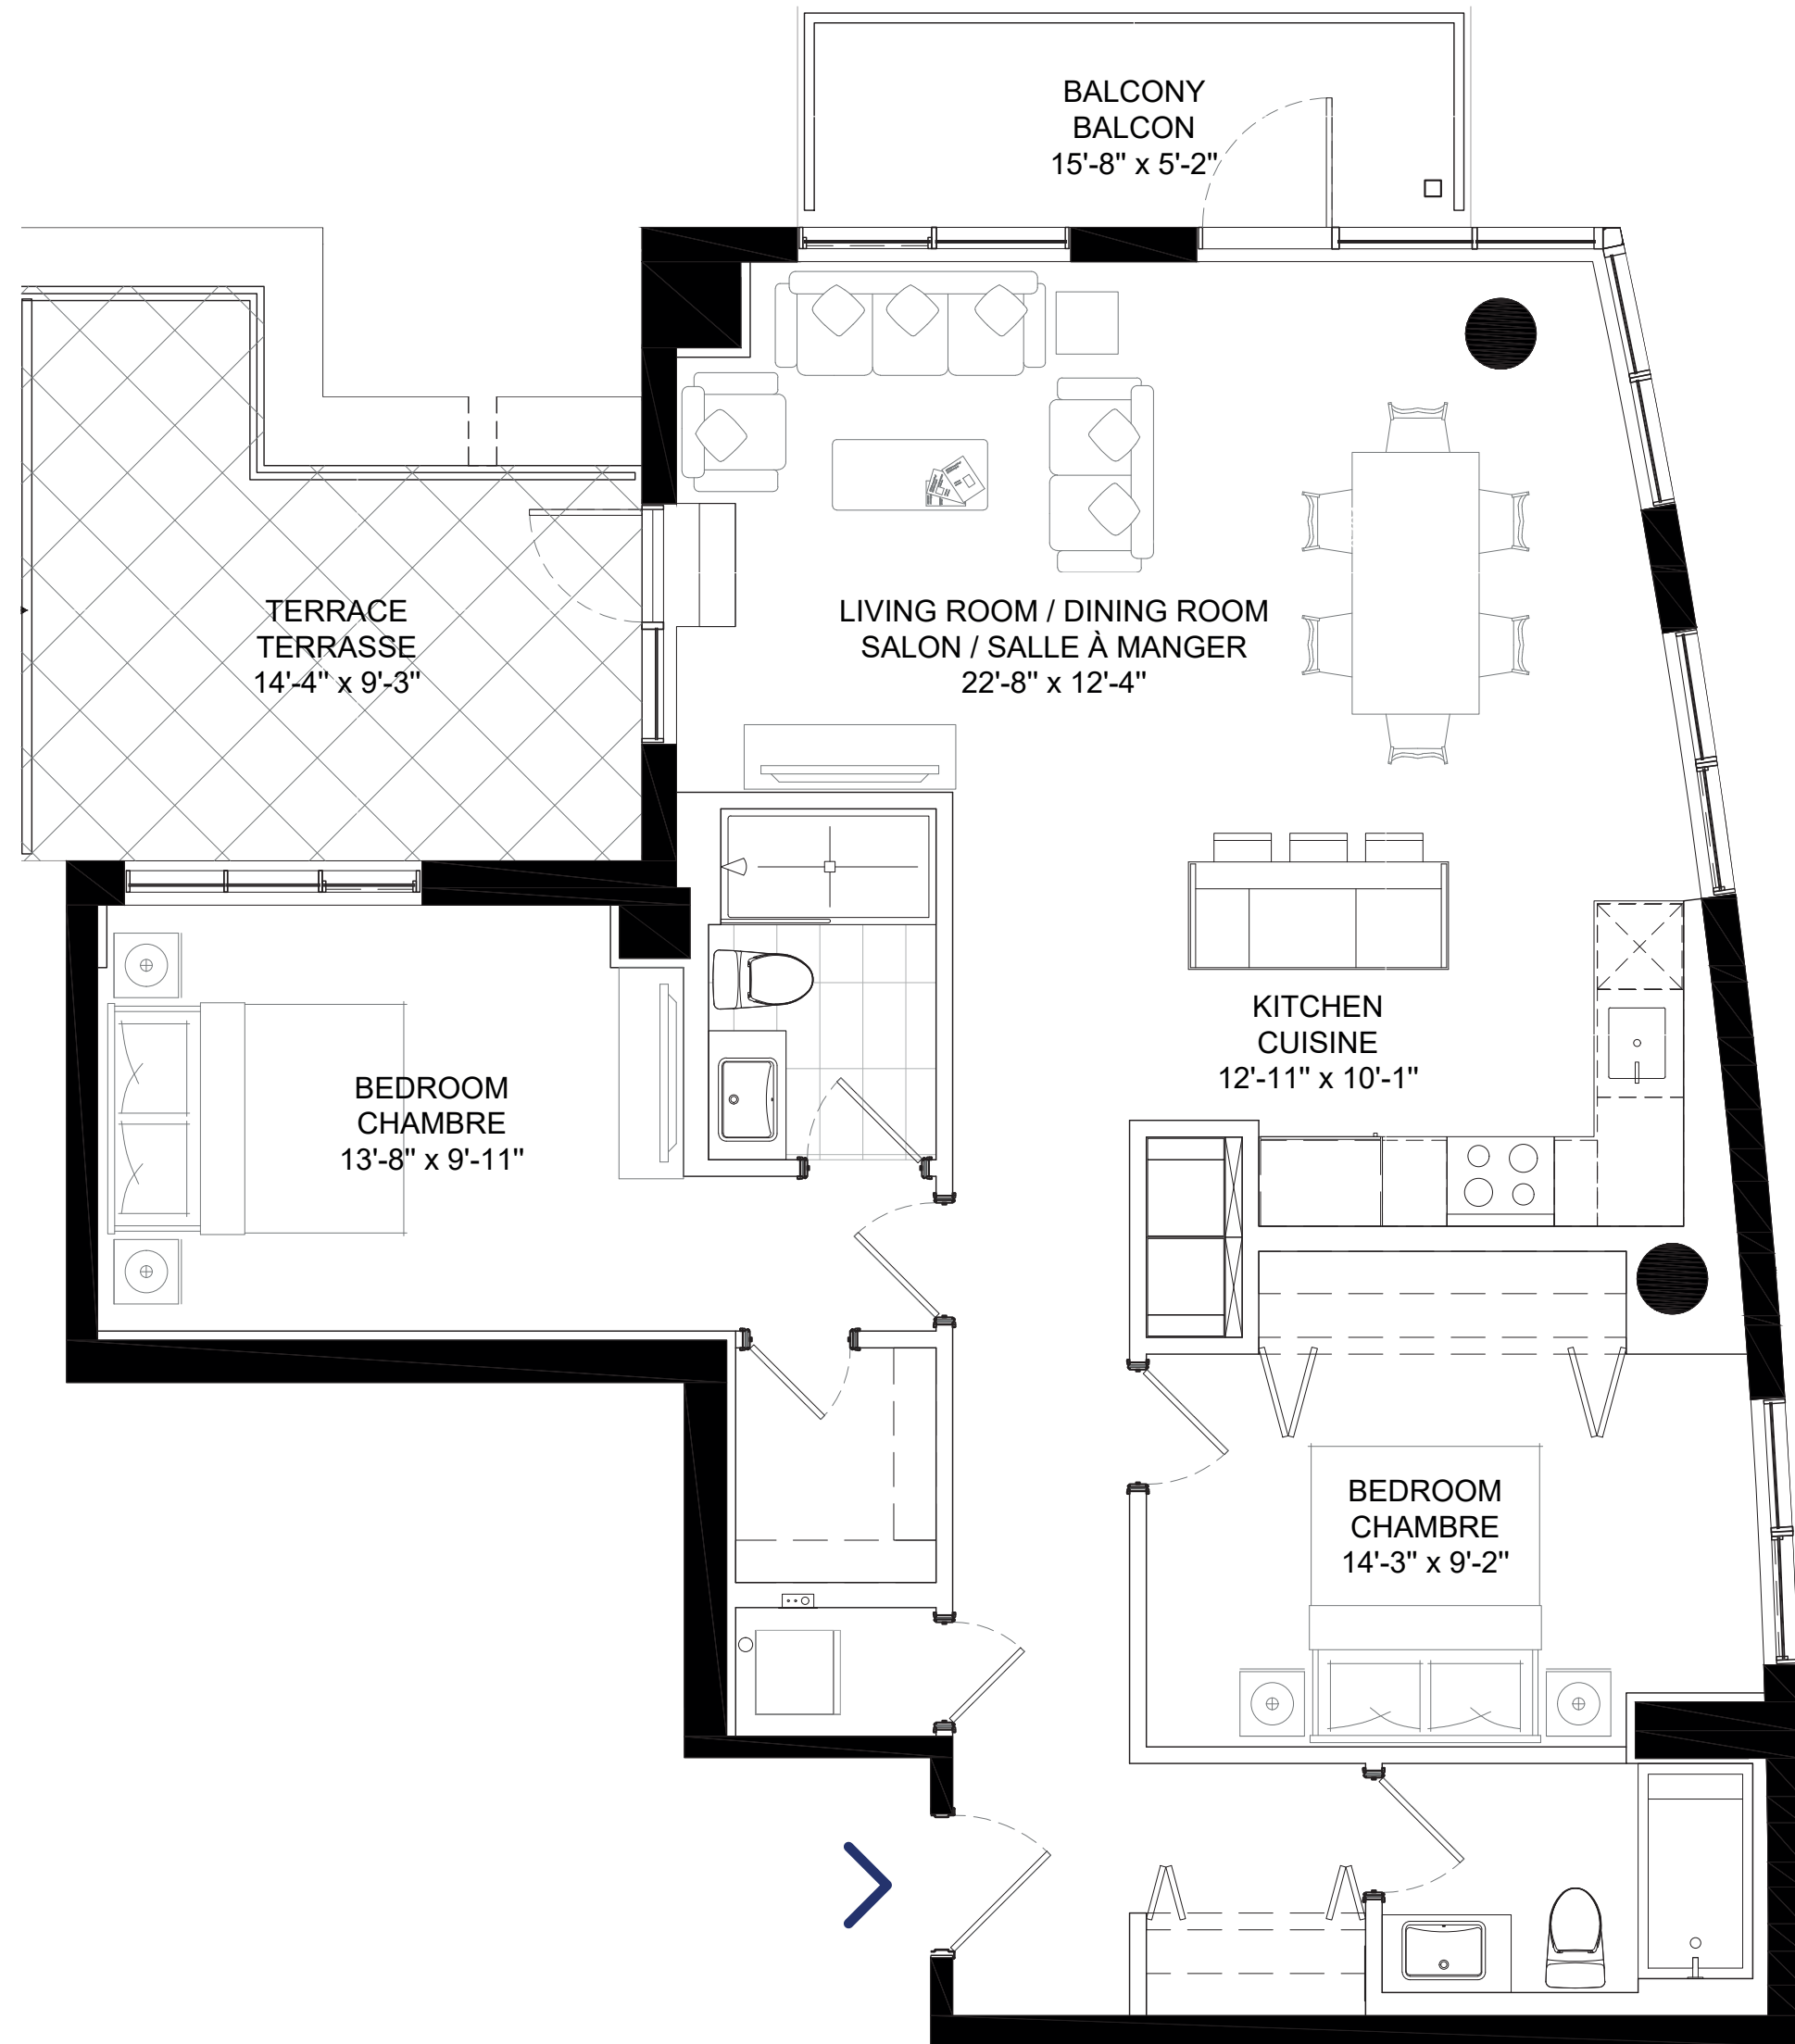 BALCONY
BALCON
15'-8" x 5'-2"
TERRACE
TERRASSE
14'-4" x 9'-3"
LIVING ROOM / DINING ROOM
SALON / SALLE À MANGER
22'-8" x 12'-4"
KITCHEN
CUISINE
12'-11" x 10'-1"
BEDROOM
CHAMBRE
13'-8" x 9'-11"
BEDROOM
CHAMBRE
14'-3" x 9'-2"